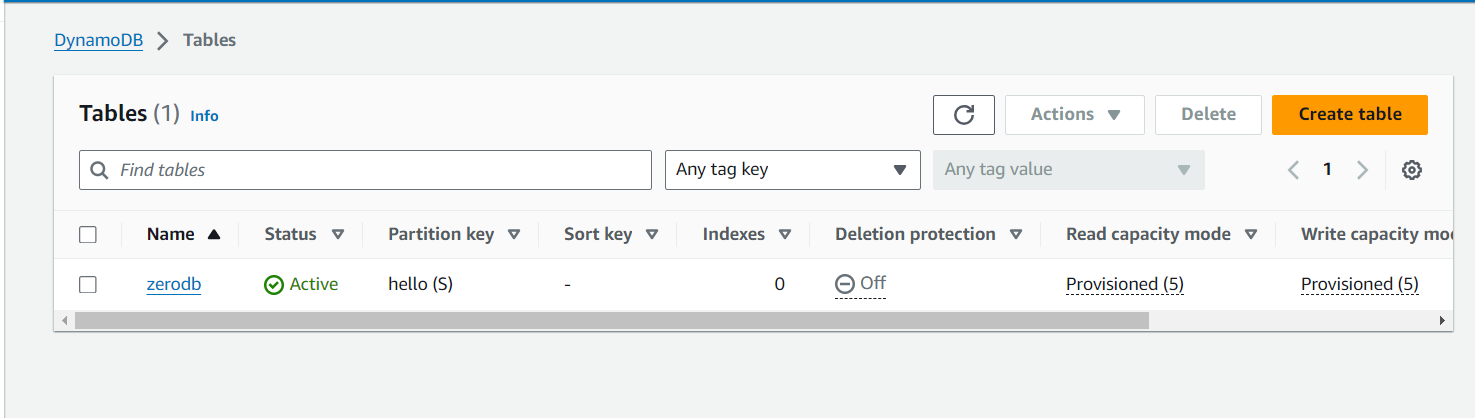 DynamoDB Tables
Tables (1) Info
Actions Delete Create table
Find tables Any tag key Any tag value 1
Name Status Partition key Sort key Indexes Deletion protection Read capacity mode Write capacity
zerodb Active hello (S) - 0 Off Provisioned (5) Provisioned (5)